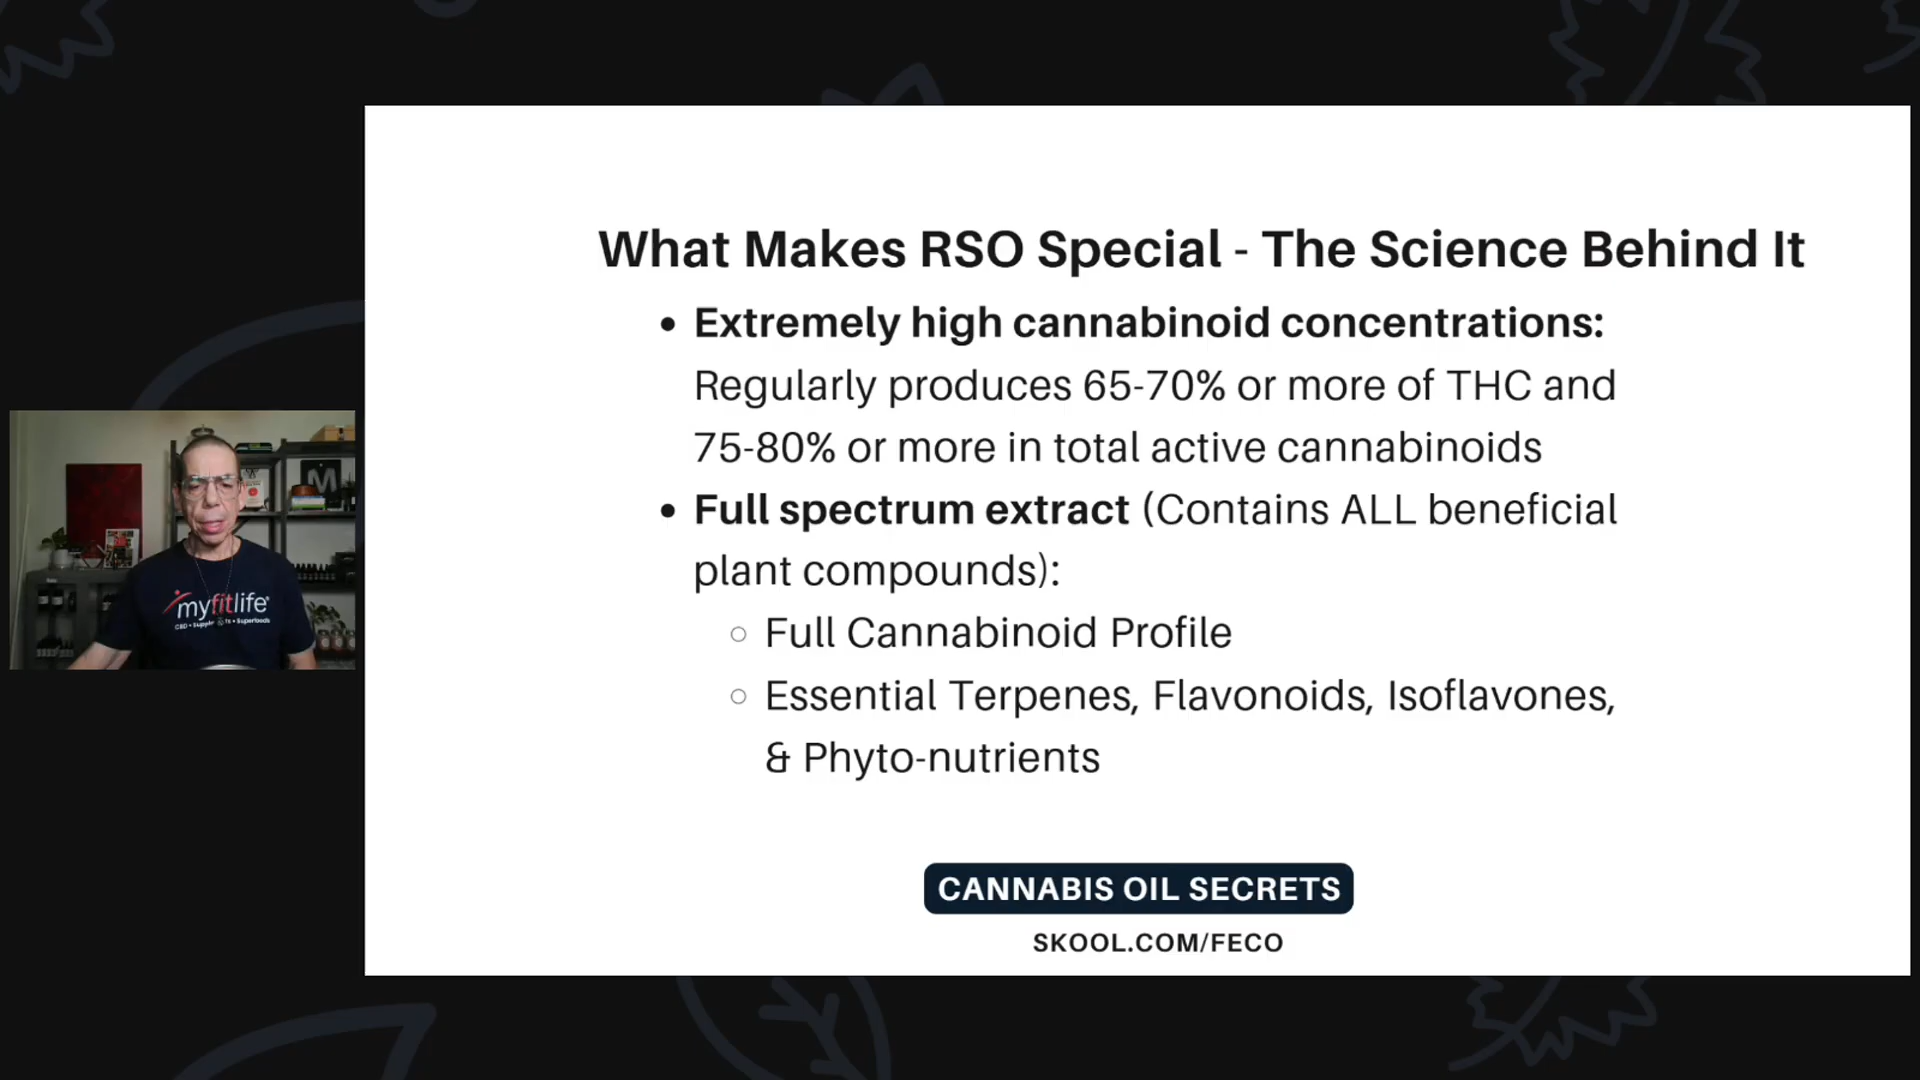 What Makes RSO Special - The Science Behind It
• Extremely high cannabinoid concentrations:
Regularly produces 65-70% or more of THC and
75-80% or more in total active cannabinoids
• Full spectrum extract (Contains ALL beneficial
plant compounds):
○ Full Cannabinoid Profile
○ Essential Terpenes, Flavonoids, Isoflavones,
& Phyto-nutrients
CANNABIS OIL SECRETS
SKOOL.COM/FECO
M
myfitlife